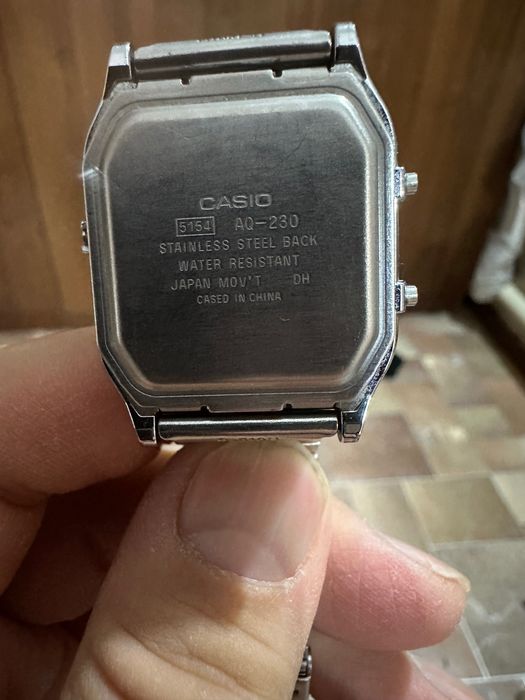 CASIO
5154 AQ-230
STAINLESS STEEL BACK
WATER RESISTANT
JAPAN MOV'T DH
CASED IN CHINA